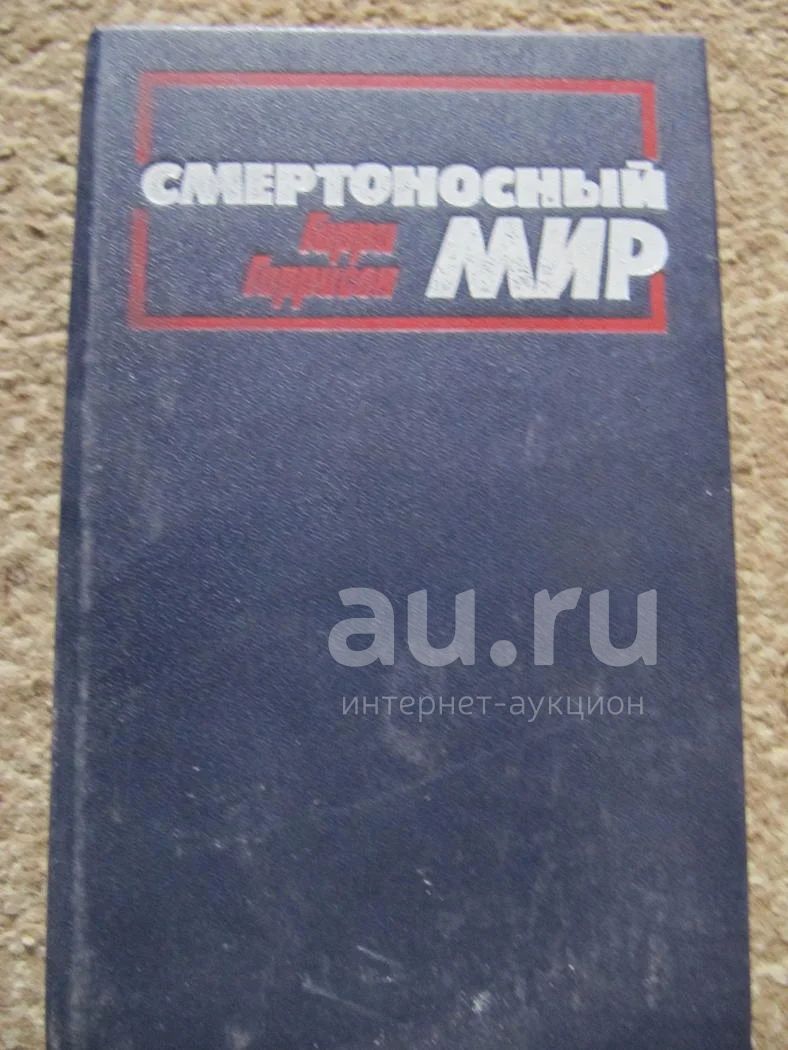 СМЕРТОНОСНЫЙ
МИР
Гарри
Гаррисон
au.ru
интернет-аукцион